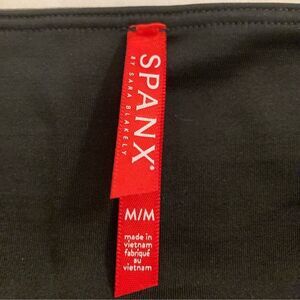 SPANX®
BY SARA BLAKELY
M/M
made in
vietnam
fabriqué
au
vietnam